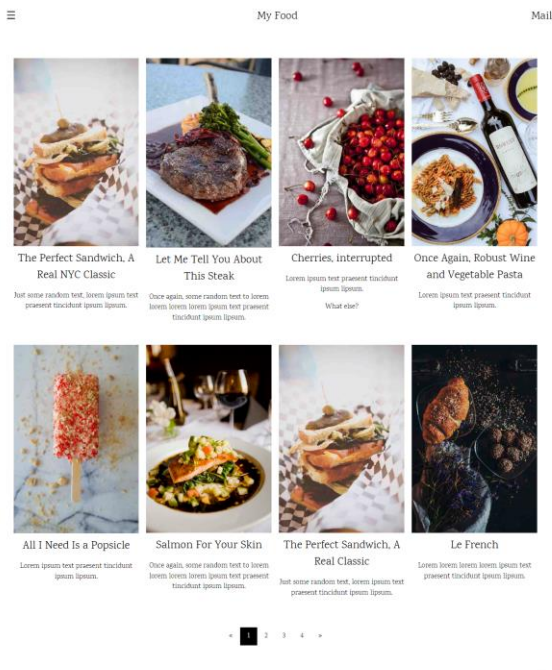 ☰ My Food Mail
The Perfect Sandwich, A
Real NYC Classic
Just some random text, lorem ipsum text
praesent tincidunt ipsum lipsum.
Let Me Tell You About
This Steak
Once again, some random text to lorem
lorem lorem lorem ipsum text praesent
tincidunt ipsum lipsum.
Cherries, interrupted
Lorem ipsum text praesent tincidunt
ipsum lipsum.
What else?
Once Again, Robust Wine
and Vegetable Pasta
Lorem ipsum text praesent tincidunt
ipsum lipsum.
All I Need Is a Popsicle
Lorem ipsum text praesent tincidunt
ipsum lipsum.
Salmon For Your Skin
Once again, some random text to lorem
lorem lorem lorem ipsum text praesent
tincidunt ipsum lipsum.
The Perfect Sandwich, A
Real Classic
Just some random text, lorem ipsum text
praesent tincidunt ipsum lipsum.
Le French
Lorem lorem lorem lorem ipsum text
praesent tincidunt ipsum lipsum.
« 1 2 3 4 »